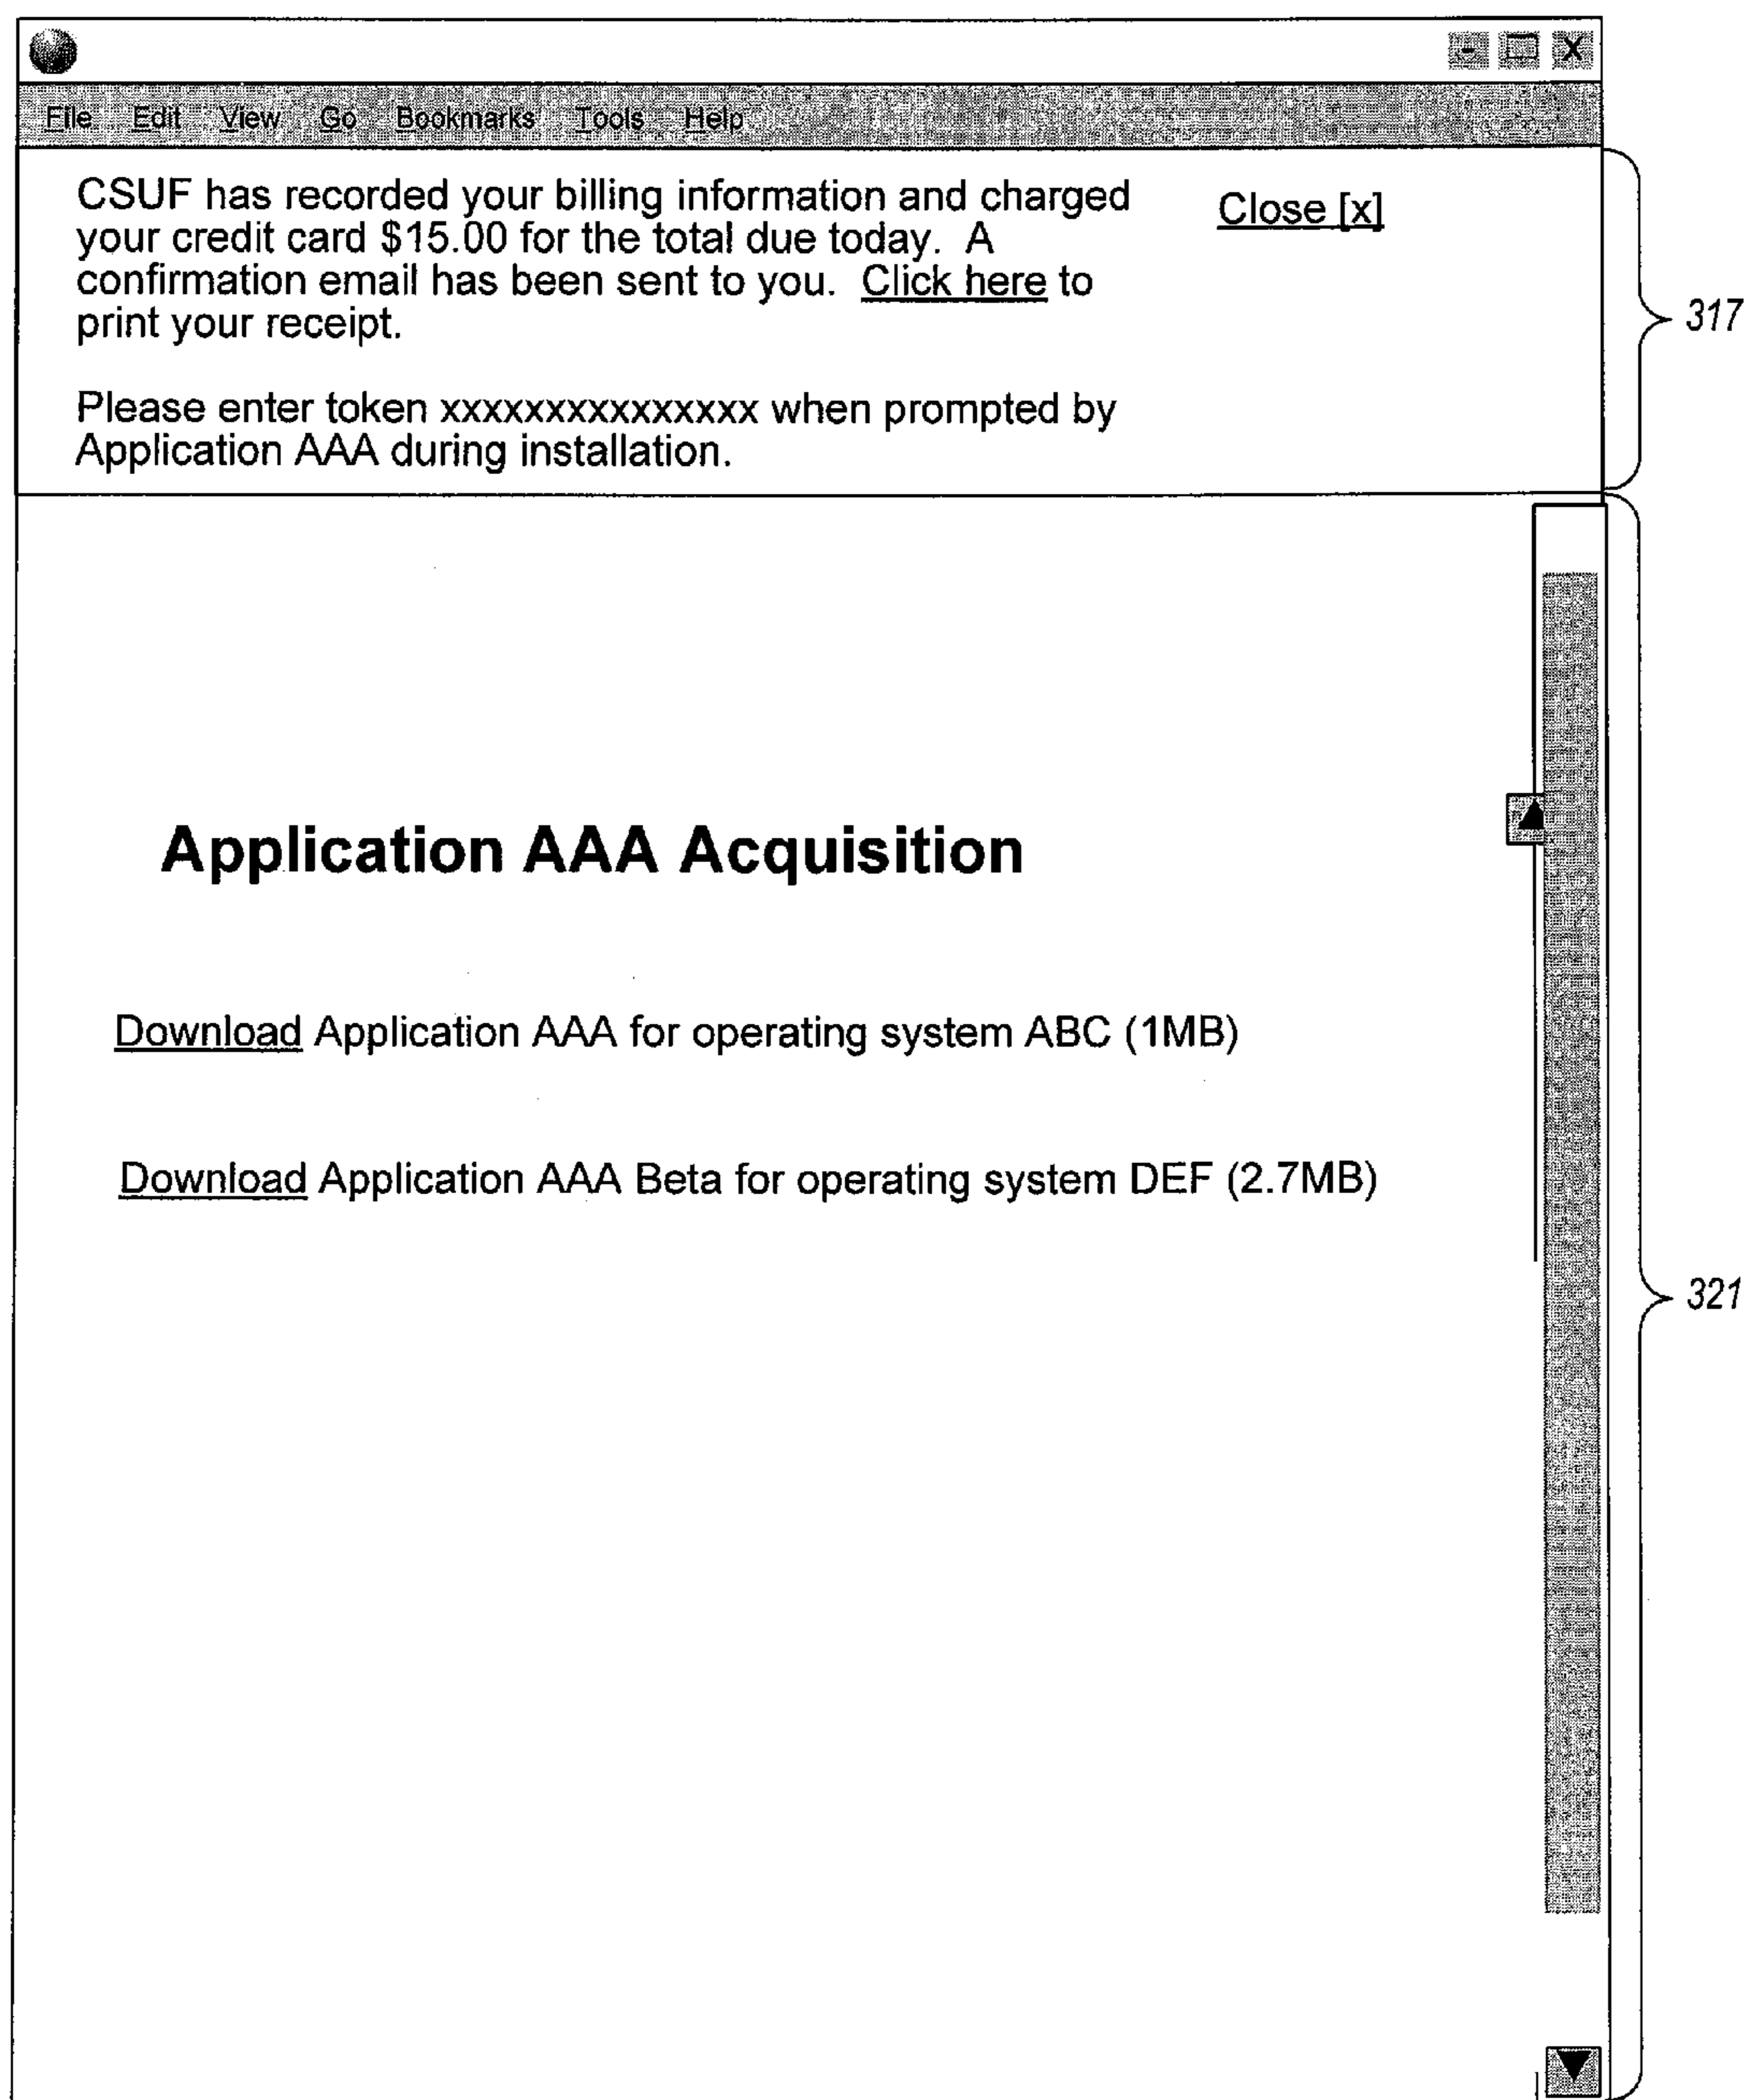 - X
File Edit View Go Bookmarks Tools Help
CSUF has recorded your billing information and charged
your credit card $15.00 for the total due today. A
confirmation email has been sent to you. Click here to
print your receipt.
Close [x]
317
Please enter token xxxxxxxxxxxxxxx when prompted by
Application AAA during installation.
Application AAA Acquisition
Download Application AAA for operating system ABC (1MB)
Download Application AAA Beta for operating system DEF (2.7MB)
321